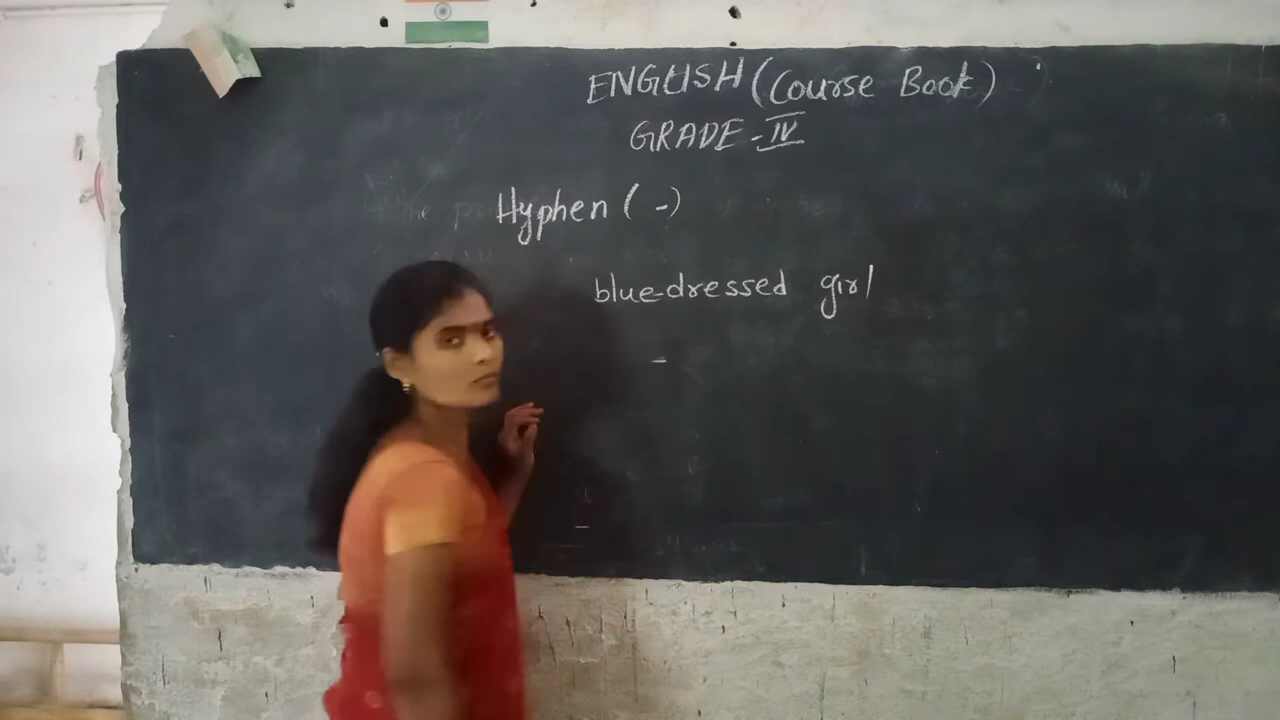 ENGLISH (Course Book)
GRADE - IV
Hyphen ( - )
blue-dressed girl
-